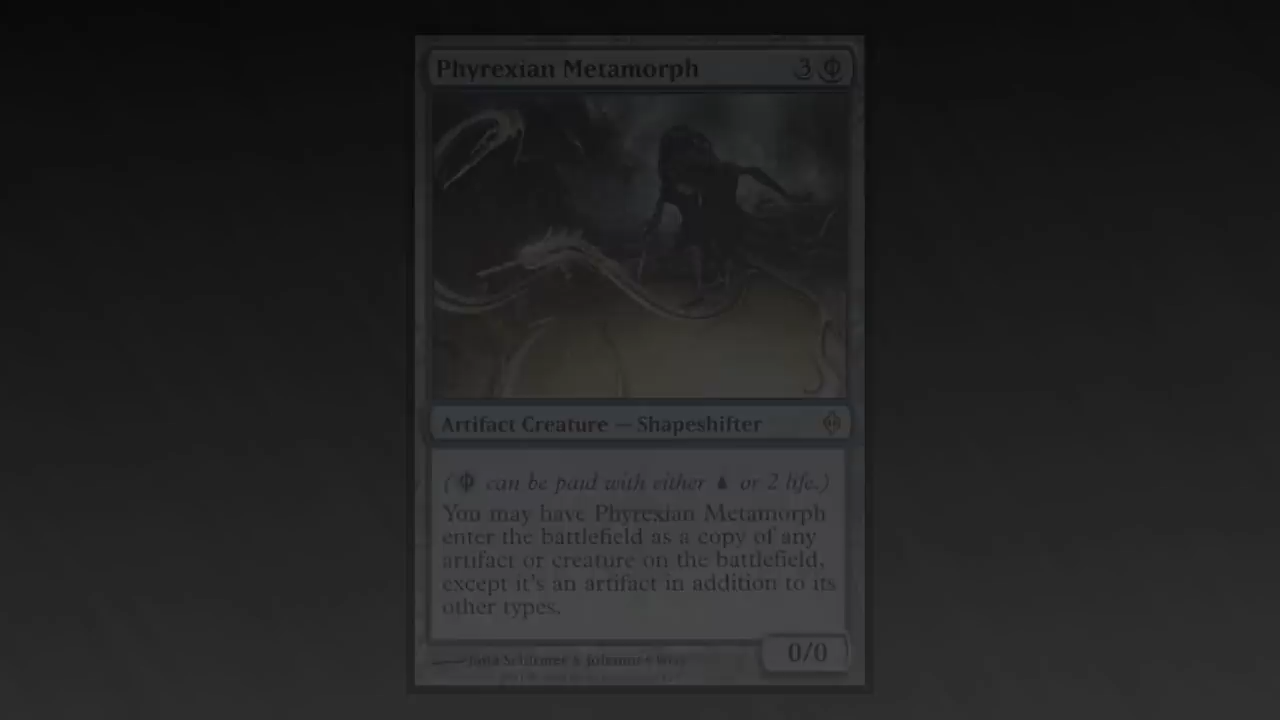 Phyrexian Metamorph 3
Artifact Creature — Shapeshifter
( can be paid with either or 2 life.)
You may have Phyrexian Metamorph
enter the battlefield as a copy of any
artifact or creature on the battlefield,
except it's an artifact in addition to its
other types.
0/0